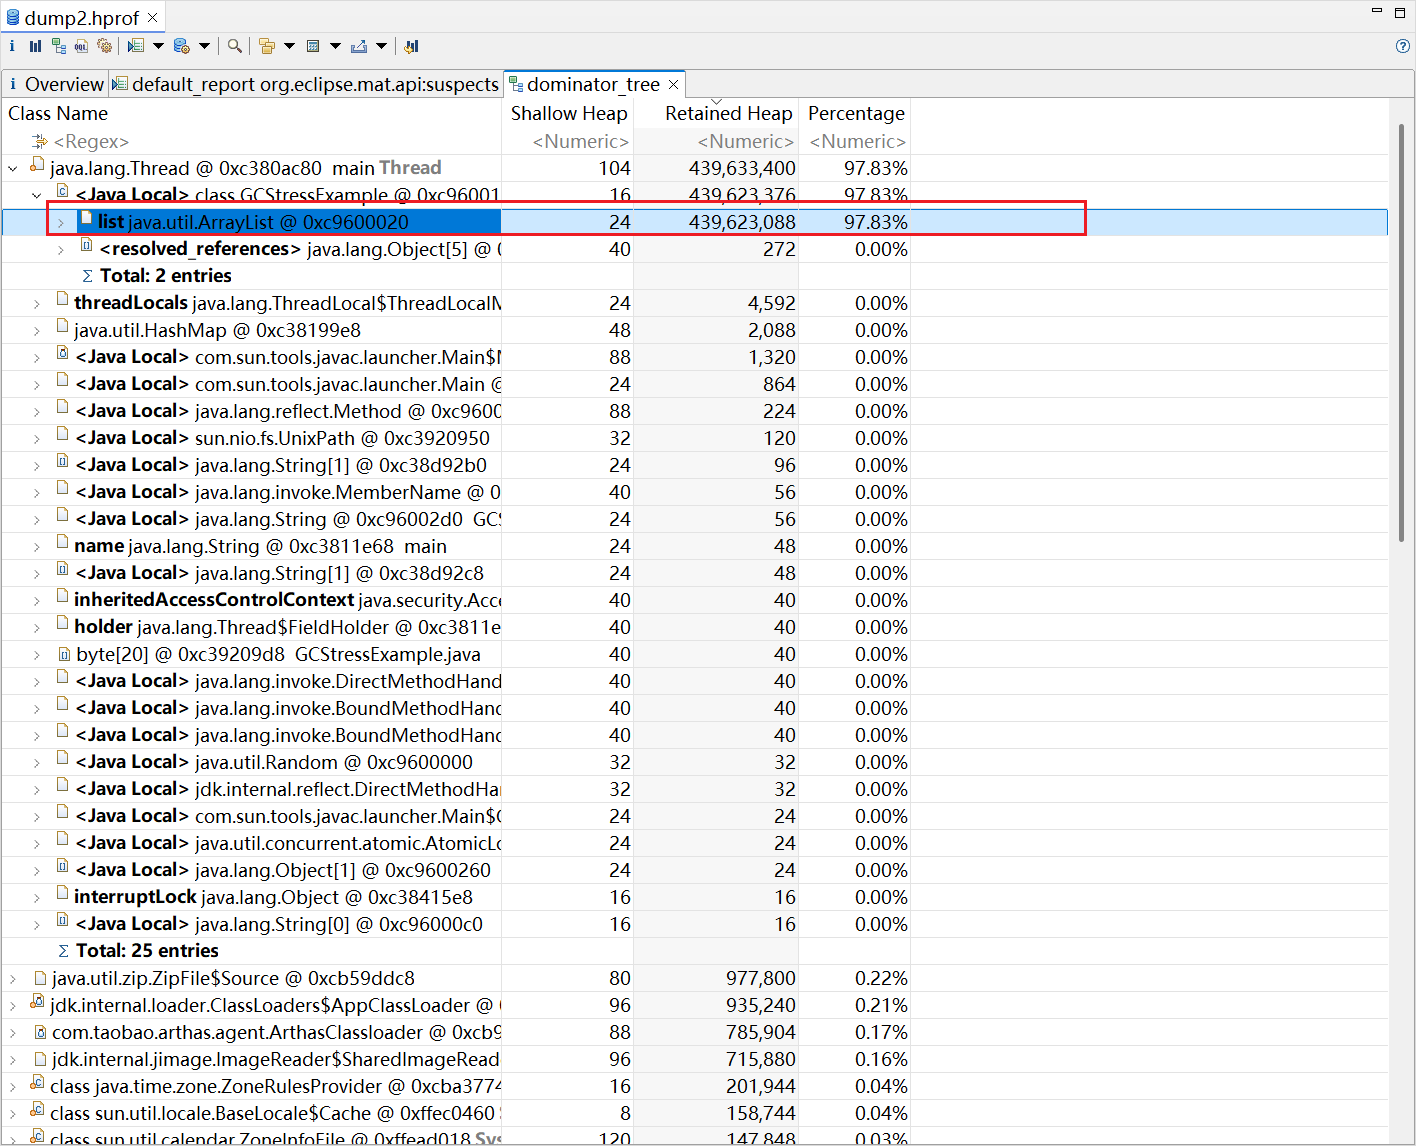 dump2.hprof
Overview default_report org.eclipse.mat.api:suspects dominator_tree
Class Name Shallow Heap Retained Heap Percentage
<Regex> <Numeric> <Numeric> <Numeric>
java.lang.Thread @ 0xc380ac80 main Thread 104 439,633,400 97.83%
<Java Local> class GCStressExample @ 0xc96001 16 439,623,376 97.83%
list java.util.ArrayList @ 0xc9600020 24 439,623,088 97.83%
<resolved_references> java.lang.Object[5] @ 40 272 0.00%
Σ Total: 2 entries
threadLocals java.lang.ThreadLocal$ThreadLocalM 24 4,592 0.00%
java.util.HashMap @ 0xc38199e8 48 2,088 0.00%
<Java Local> com.sun.tools.javac.launcher.Main$M 88 1,320 0.00%
<Java Local> com.sun.tools.javac.launcher.Main @ 24 864 0.00%
<Java Local> java.lang.reflect.Method @ 0xc9600 88 224 0.00%
<Java Local> sun.nio.fs.UnixPath @ 0xc3920950 32 120 0.00%
<Java Local> java.lang.String[1] @ 0xc38d92b0 24 96 0.00%
<Java Local> java.lang.invoke.MemberName @ 0 40 56 0.00%
<Java Local> java.lang.String @ 0xc96002d0 GCS 24 56 0.00%
name java.lang.String @ 0xc3811e68 main 24 48 0.00%
<Java Local> java.lang.String[1] @ 0xc38d92c8 24 48 0.00%
inheritedAccessControlContext java.security.Acce 40 40 0.00%
holder java.lang.Thread$FieldHolder @ 0xc3811e 40 40 0.00%
byte[20] @ 0xc39209d8 GCStressExample.java 40 40 0.00%
<Java Local> java.lang.invoke.DirectMethodHand 40 40 0.00%
<Java Local> java.lang.invoke.BoundMethodHand 40 40 0.00%
<Java Local> java.lang.invoke.BoundMethodHand 40 40 0.00%
<Java Local> java.util.Random @ 0xc9600000 32 32 0.00%
<Java Local> jdk.internal.reflect.DirectMethodHa 32 32 0.00%
<Java Local> com.sun.tools.javac.launcher.Main$C 24 24 0.00%
<Java Local> java.util.concurrent.atomic.AtomicLo 24 24 0.00%
<Java Local> java.lang.Object[1] @ 0xc9600260 24 24 0.00%
interruptLock java.lang.Object @ 0xc38415e8 16 16 0.00%
<Java Local> java.lang.String[0] @ 0xc96000c0 16 16 0.00%
Σ Total: 25 entries
java.util.zip.ZipFile$Source @ 0xcb59ddc8 80 977,800 0.22%
jdk.internal.loader.ClassLoaders$AppClassLoader @ 96 935,240 0.21%
com.taobao.arthas.agent.ArthasClassloader @ 0xcb9 88 785,904 0.17%
jdk.internal.jimage.ImageReader$SharedImageRead 96 715,880 0.16%
class java.time.zone.ZoneRulesProvider @ 0xcba3774 16 201,944 0.04%
class sun.util.locale.BaseLocale$Cache @ 0xffec0460 8 158,744 0.04%
class sun.util.calendar.ZoneInfoFile @ 0xffead018 Sys 120 147,848 0.03%